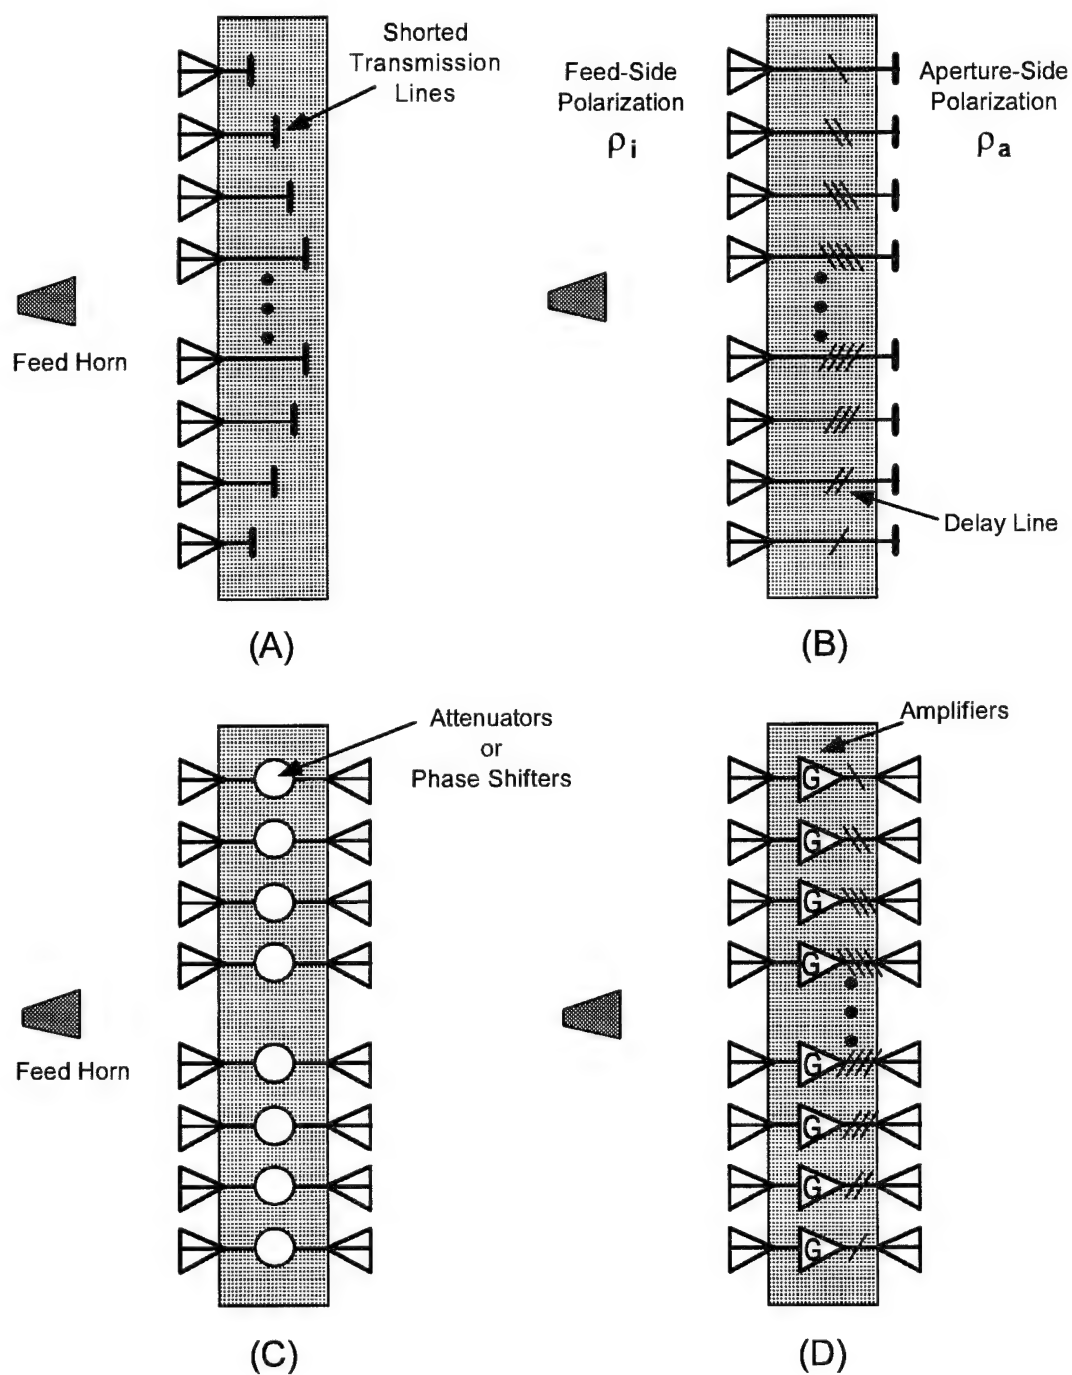 Shorted
Transmission
Lines
Feed Horn
(A)
Feed-Side
Polarization
ρi
Aperture-Side
Polarization
ρa
Delay Line
(B)
Attenuators
or
Phase Shifters
Feed Horn
(C)
Amplifiers
G
G
G
G
G
G
G
G
(D)